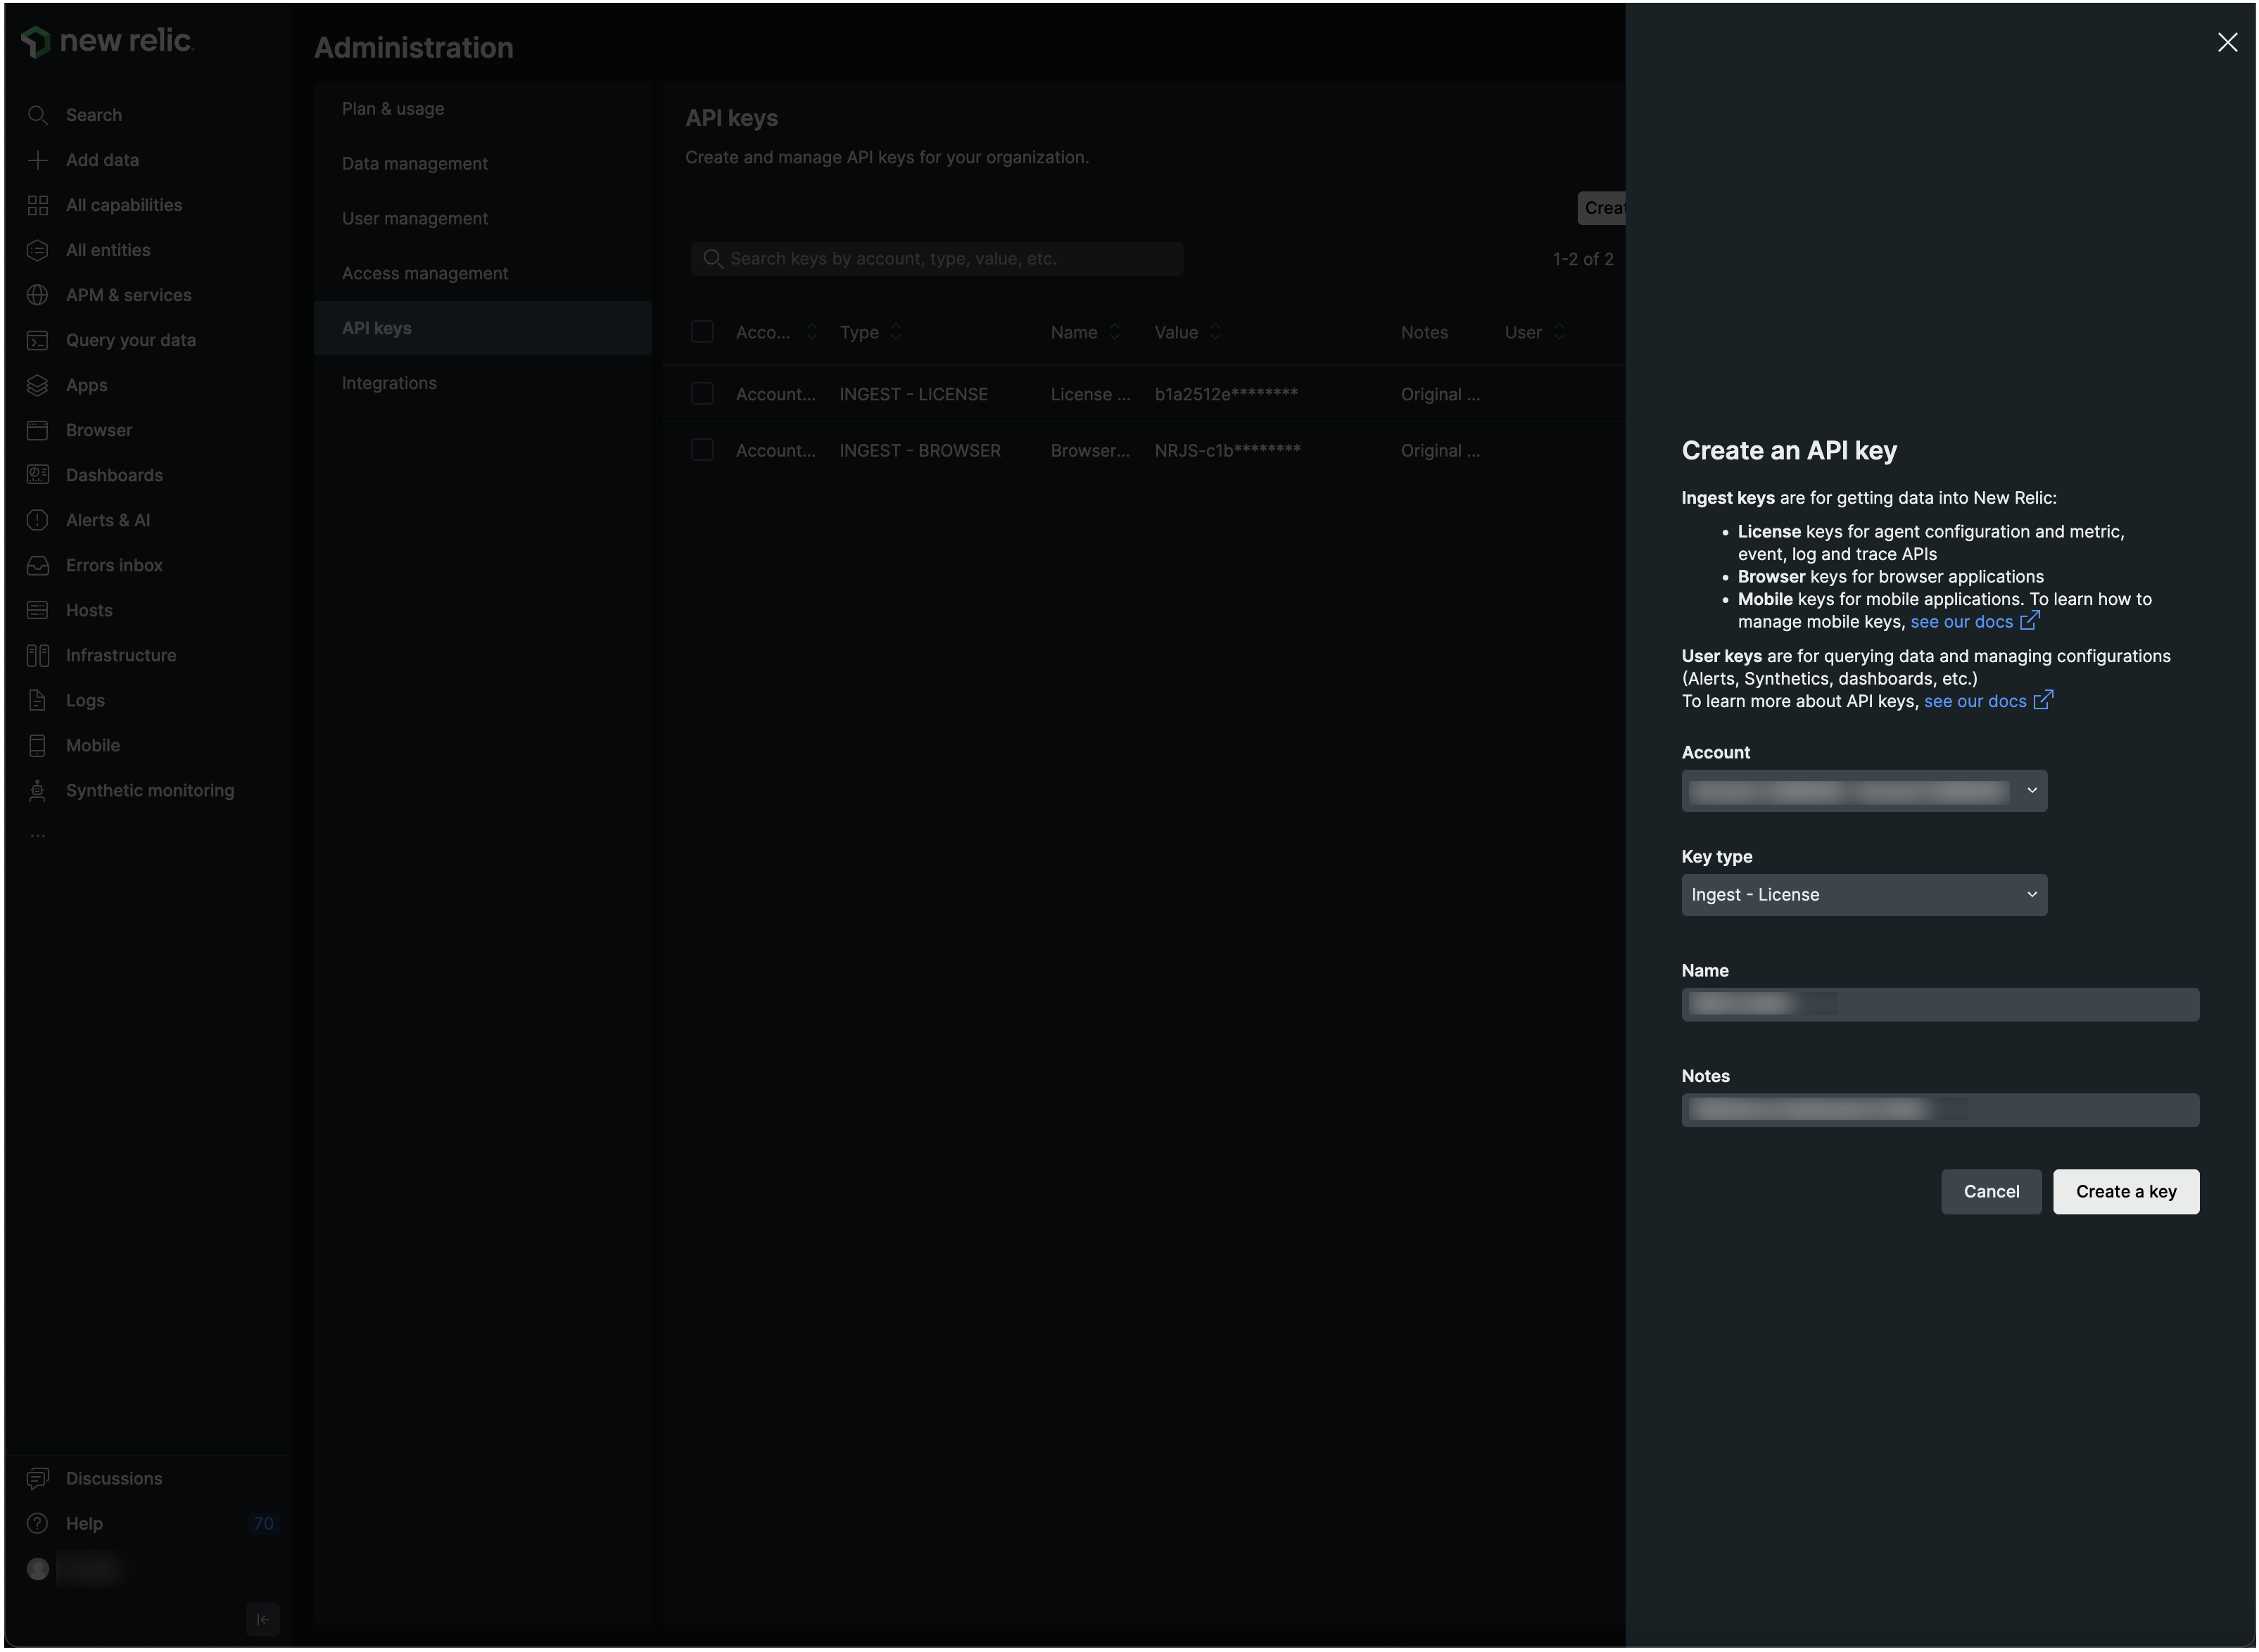 new relic.
Search
Add data
All capabilities
All entities
APM & services
Query your data
Apps
Browser
Dashboards
Alerts & AI
Errors inbox
Hosts
Infrastructure
Logs
Mobile
Synthetic monitoring
...
Discussions
Help 70
Administration
Plan & usage
Data management
User management
Access management
API keys
Integrations
API keys
Create and manage API keys for your organization.
Creat
Search keys by account, type, value, etc.
1-2 of 2
Acco... Type Name Value Notes User
Account... INGEST - LICENSE License ... b1a2512e******** Original ...
Account... INGEST - BROWSER Browser... NRJS-c1b******** Original ...
Create an API key
Ingest keys are for getting data into New Relic:
• License keys for agent configuration and metric,
event, log and trace APIs
• Browser keys for browser applications
• Mobile keys for mobile applications. To learn how to
manage mobile keys, see our docs
User keys are for querying data and managing configurations
(Alerts, Synthetics, dashboards, etc.)
To learn more about API keys, see our docs
Account
Key type
Ingest - License
Name
Notes
Cancel Create a key